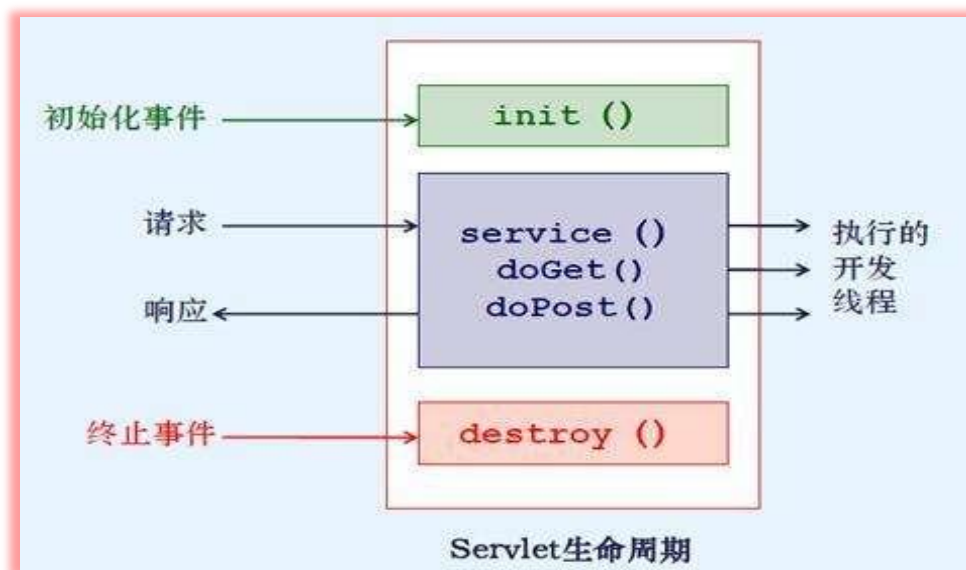 初始化事件
init ()
请求
service ()
doGet()
doPost()
响应
执行的
开发
线程
终止事件
destroy ()
Servlet生命周期